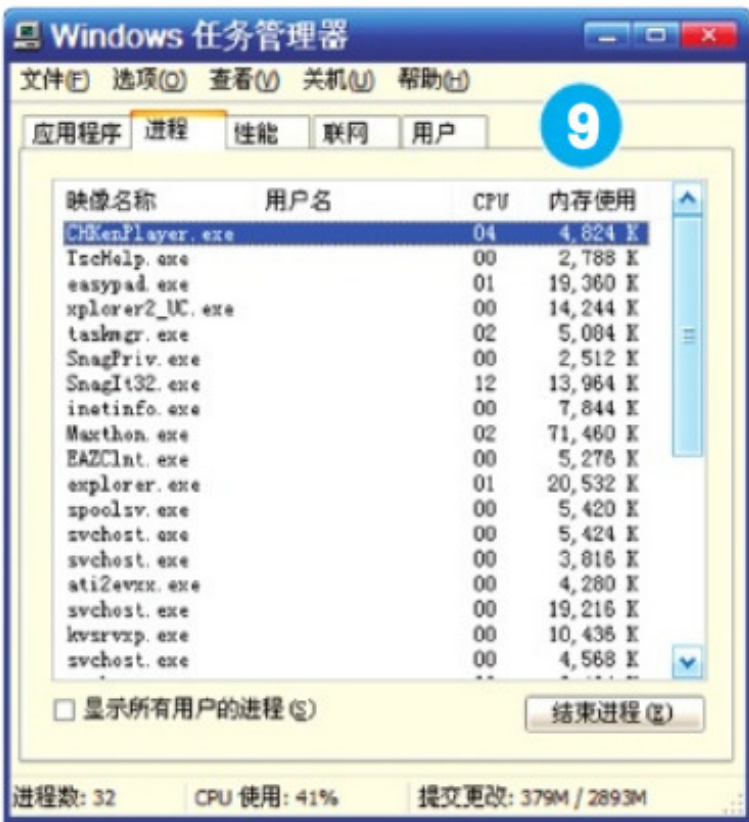 Windows 任务管理器
文件(F) 选项(O) 查看(V) 关机(U) 帮助(H)
9
应用程序 进程 性能 联网 用户
映像名称 用户名 CPU 内存使用
CHKenPlayer.exe 04 4,824 K
TscHelp.exe 00 2,788 K
easypad.exe 01 19,360 K
xplorer2_UC.exe 00 14,244 K
taskmgr.exe 02 5,084 K
SnagPriv.exe 00 2,512 K
SnagIt32.exe 12 13,964 K
inetinfo.exe 00 7,844 K
Maxthon.exe 02 71,460 K
EAZClnt.exe 00 5,276 K
explorer.exe 01 20,532 K
spoolsv.exe 00 5,420 K
svchost.exe 00 5,424 K
svchost.exe 00 3,816 K
ati2evxx.exe 00 4,280 K
svchost.exe 00 19,216 K
kvsrvxp.exe 00 10,436 K
svchost.exe 00 4,568 K
显示所有用户的进程(S) 结束进程(E)
进程数: 32 CPU 使用: 41% 提交更改: 379M / 2893M